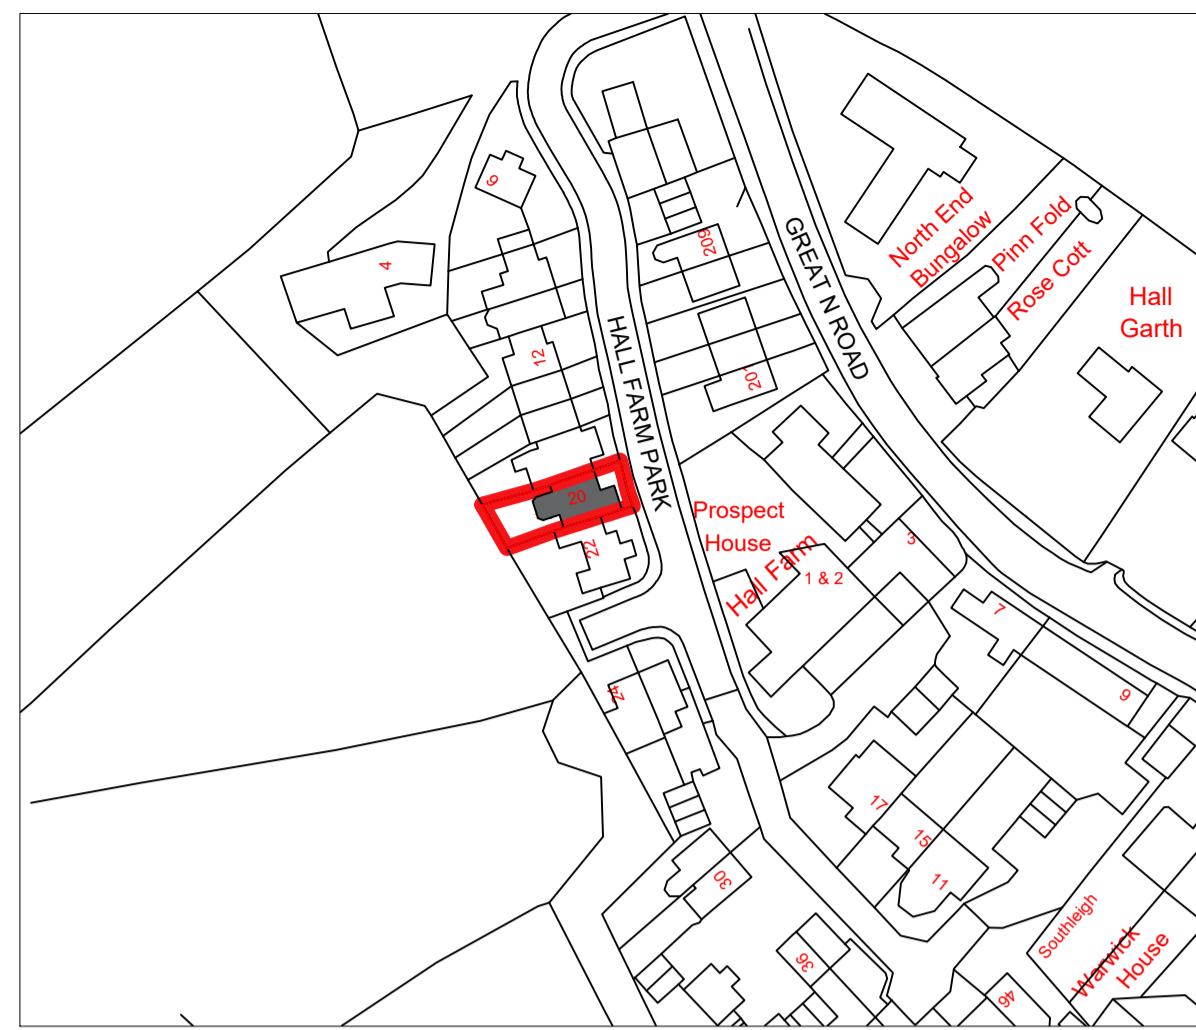 6
4
209
GREAT N ROAD
North End
Bungalow
Pinn Fold
Rose Cott
Hall
Garth
12
HALL FARM PARK
201
20
22
Prospect
House
Hall Farm
1 & 2
3
7
9
24
17
15
11
30
36
Southleigh
Warwick
House
46